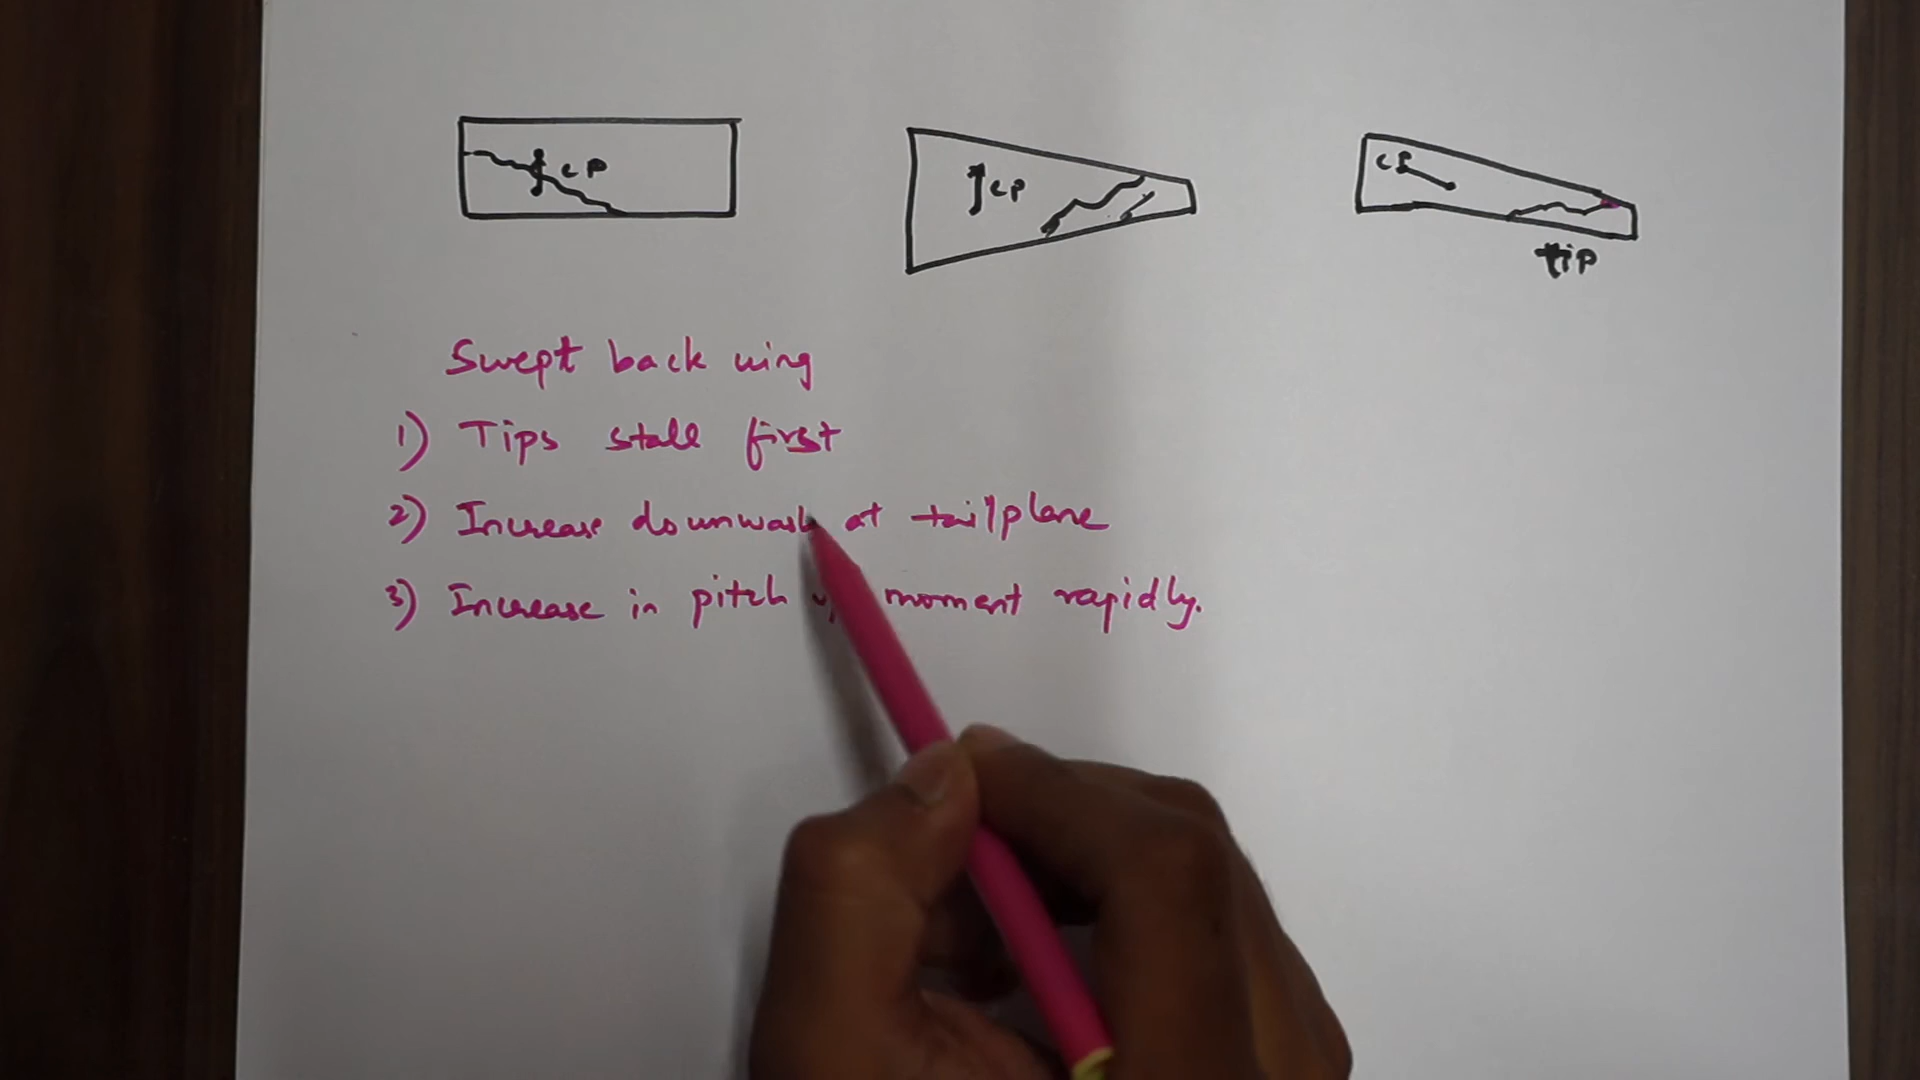 CP
CP
CP
tip
Swept back wing
1) Tips stall first
2) Increase downwash at tailplane
3) Increase in pitch up moment rapidly.